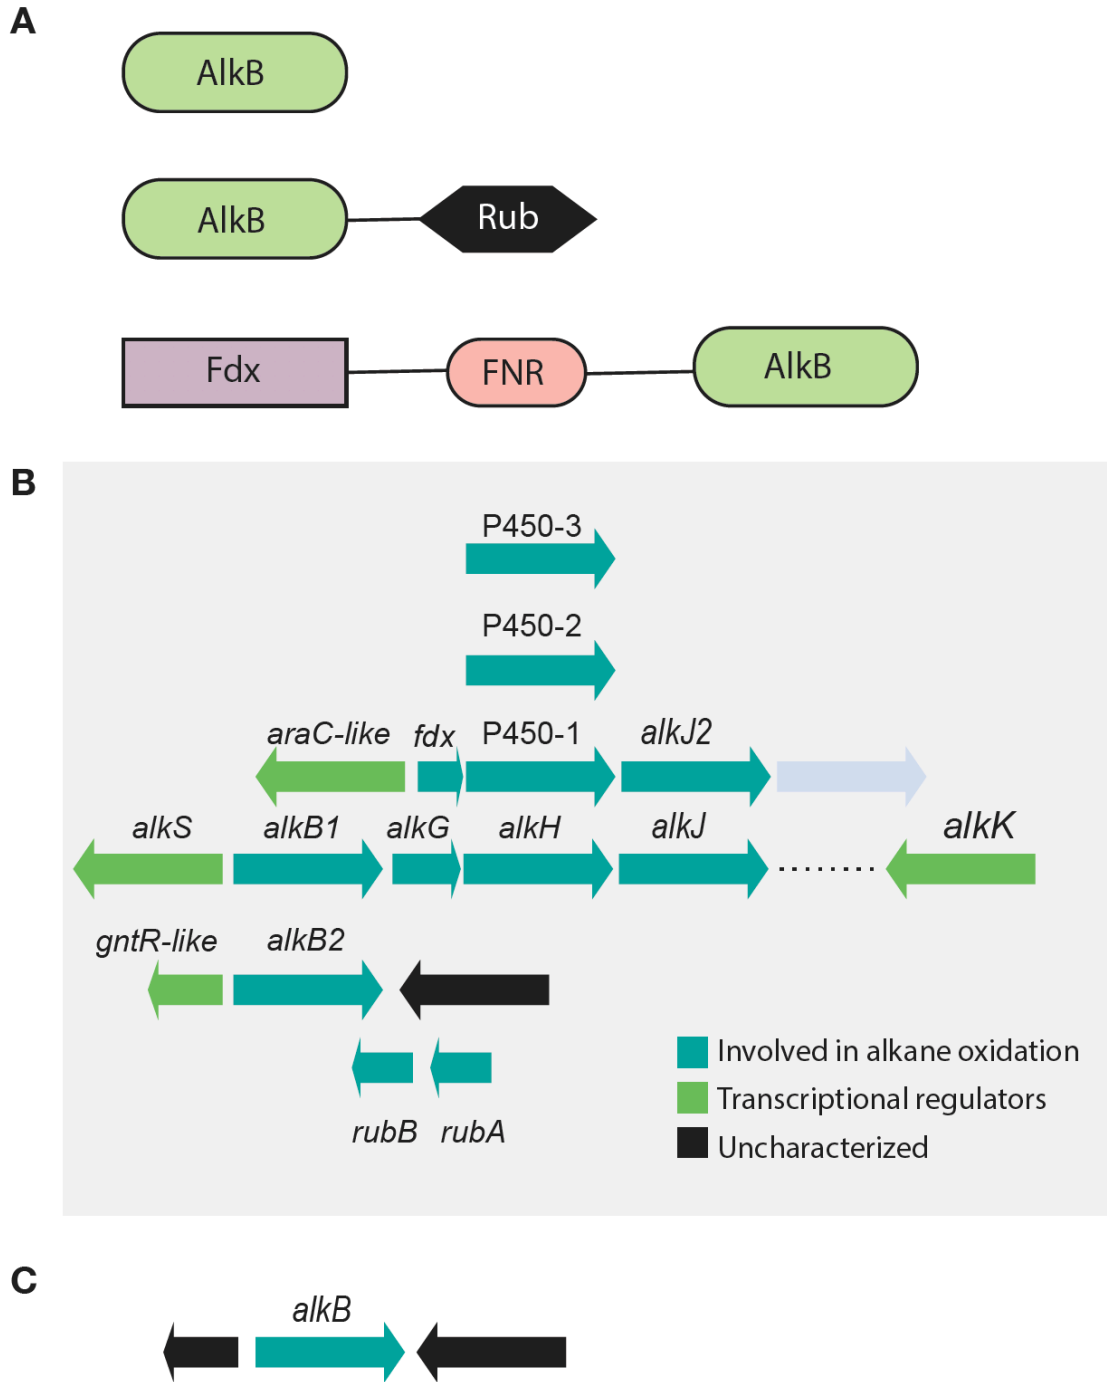 A
AlkB
AlkB Rub
Fdx FNR AlkB
B
P450-3
P450-2
araC-like fdx P450-1 alkJ2
alkS alkB1 alkG alkH alkJ alkK
gntR-like alkB2
Involved in alkane oxidation
Transcriptional regulators
rubB rubA
Uncharacterized
C
alkB